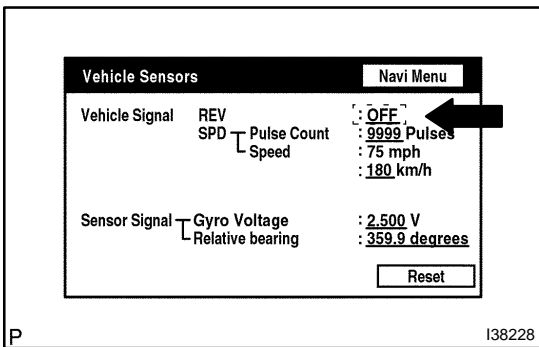 Vehicle Sensors Navi Menu
Vehicle Signal REV : OFF
SPD Pulse Count : 9999 Pulses
Speed : 75 mph
: 180 km/h
Sensor Signal Gyro Voltage : 2.500 V
Relative bearing : 359.9 degrees
Reset
P I38228